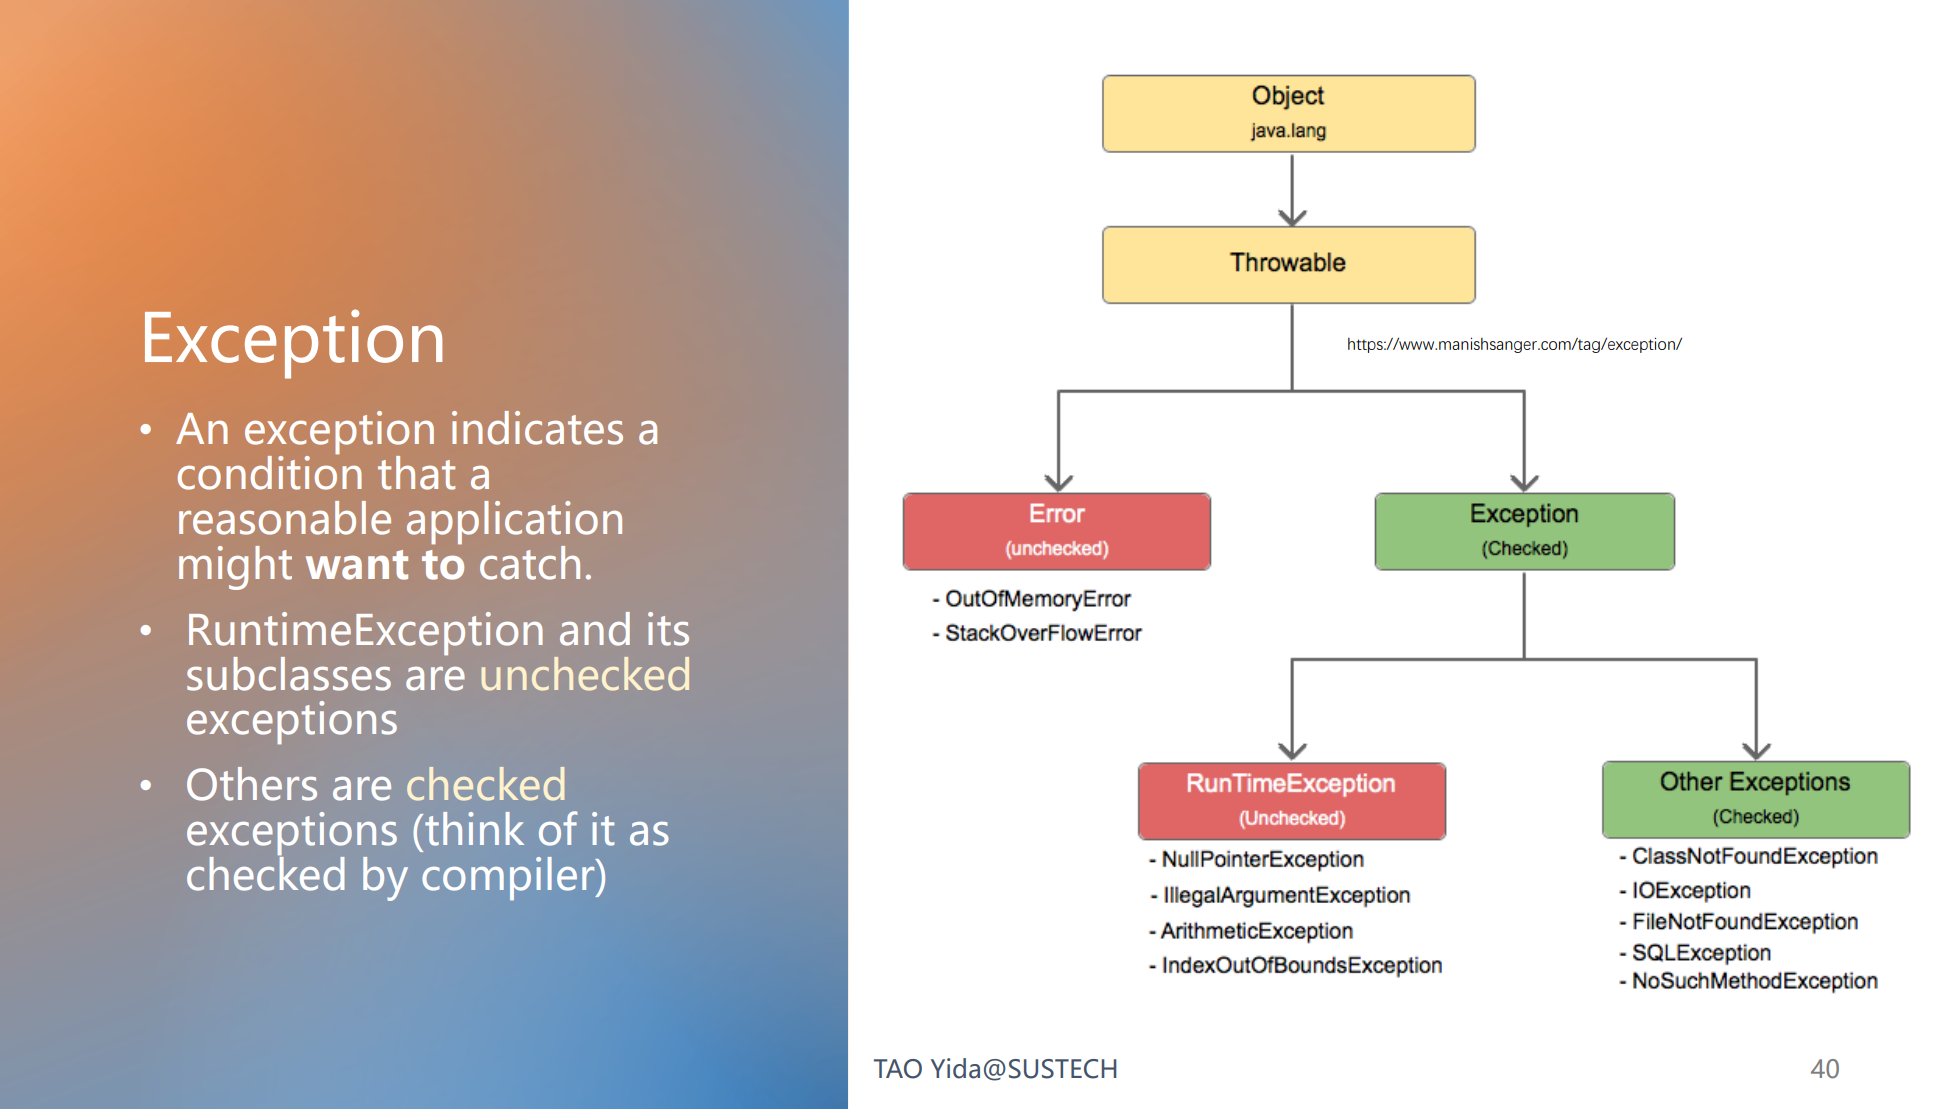 Exception
• An exception indicates a
condition that a
reasonable application
might want to catch.
• RuntimeException and its
subclasses are unchecked
exceptions
• Others are checked
exceptions (think of it as
checked by compiler)
Object
java.lang
Throwable
https://www.manishsanger.com/tag/exception/
Error
(unchecked)
- OutOfMemoryError
- StackOverFlowError
Exception
(Checked)
RunTimeException
(Unchecked)
- NullPointerException
- IllegalArgumentException
- ArithmeticException
- IndexOutOfBoundsException
Other Exceptions
(Checked)
- ClassNotFoundException
- IOException
- FileNotFoundException
- SQLException
- NoSuchMethodException
TAO Yida@SUSTECH
40